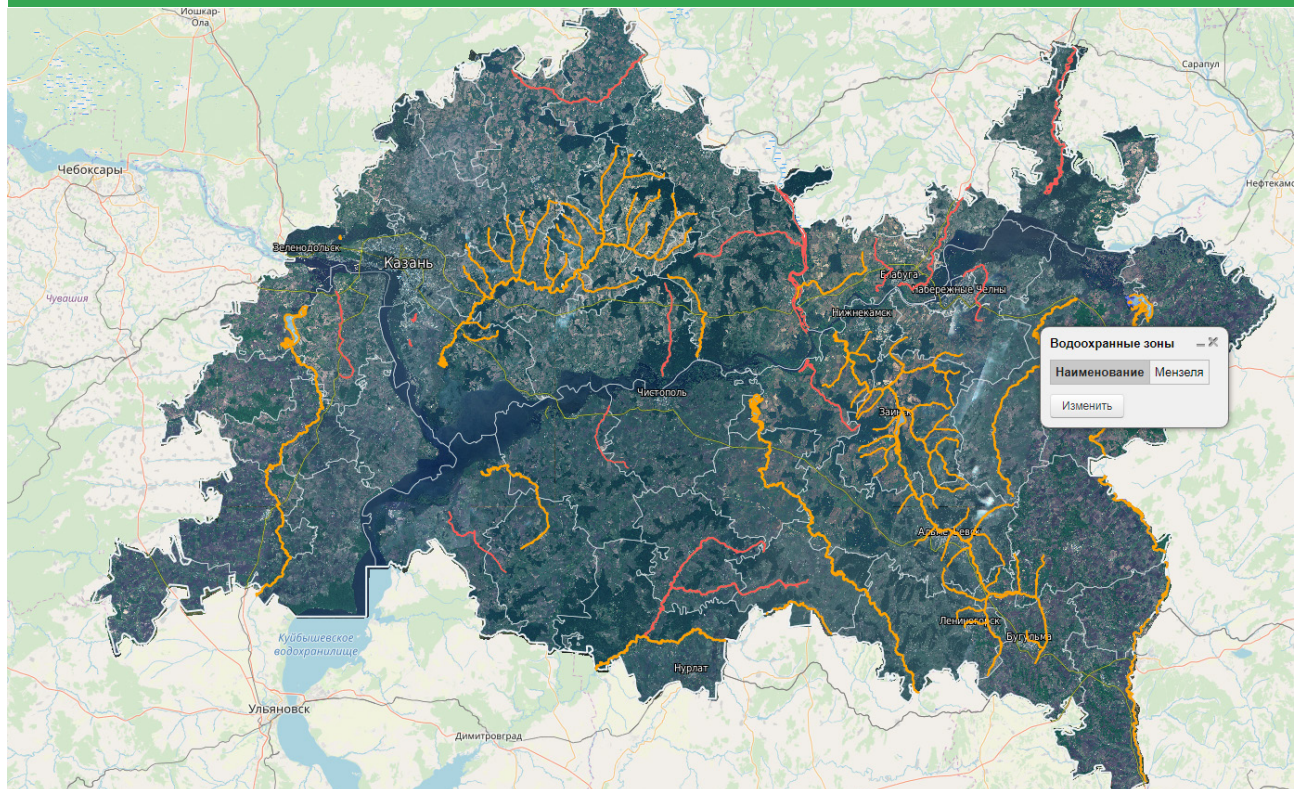 Йошкар-
Ола
Сарапул
Чебоксары
Нефтекамс
Зеленодольск
Казань
Елабуга
Набережные Челны
Чувашия
Нижнекамск
Водоохранные зоны
Наименование Мензеля
Изменить
Чистополь
Заинск
Альметьевск
Лениногорск
Бугульма
Куйбышевское
водохранилище
Нурлат
Ульяновск
Димитровград